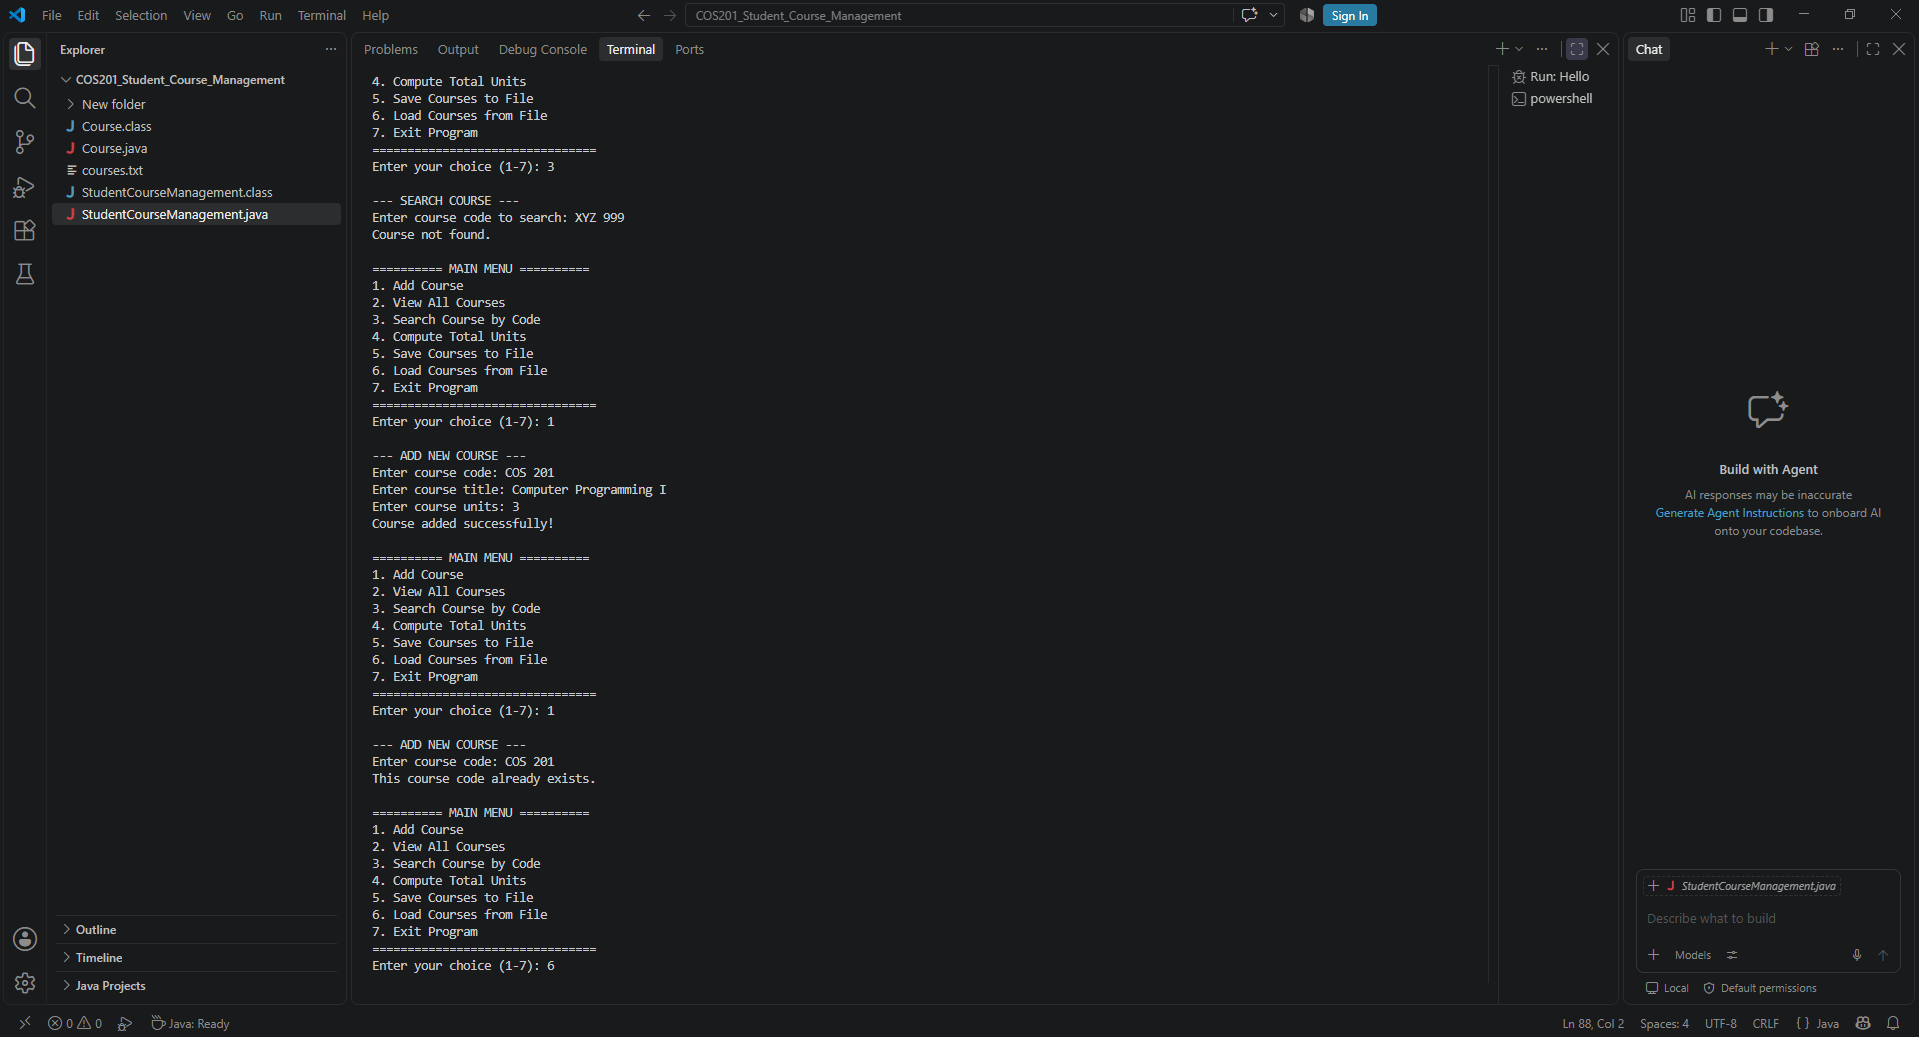 File Edit Selection View Go Run Terminal Help
COS201_Student_Course_Management
Sign In
Explorer
COS201_Student_Course_Management
New folder
J Course.class
J Course.java
courses.txt
J StudentCourseManagement.class
J StudentCourseManagement.java
Outline
Timeline
Java Projects
Problems Output Debug Console Terminal Ports
4. Compute Total Units
5. Save Courses to File
6. Load Courses from File
7. Exit Program
================================
Enter your choice (1-7): 3
--- SEARCH COURSE ---
Enter course code to search: XYZ 999
Course not found.
========== MAIN MENU ==========
1. Add Course
2. View All Courses
3. Search Course by Code
4. Compute Total Units
5. Save Courses to File
6. Load Courses from File
7. Exit Program
================================
Enter your choice (1-7): 1
--- ADD NEW COURSE ---
Enter course code: COS 201
Enter course title: Computer Programming I
Enter course units: 3
Course added successfully!
========== MAIN MENU ==========
1. Add Course
2. View All Courses
3. Search Course by Code
4. Compute Total Units
5. Save Courses to File
6. Load Courses from File
7. Exit Program
================================
Enter your choice (1-7): 1
--- ADD NEW COURSE ---
Enter course code: COS 201
This course code already exists.
========== MAIN MENU ==========
1. Add Course
2. View All Courses
3. Search Course by Code
4. Compute Total Units
5. Save Courses to File
6. Load Courses from File
7. Exit Program
================================
Enter your choice (1-7): 6
Run: Hello
powershell
Chat
Build with Agent
AI responses may be inaccurate
Generate Agent Instructions to onboard AI
onto your codebase.
J StudentCourseManagement.java
Describe what to build
Models
Local Default permissions
0 0 Java: Ready
Ln 88, Col 2 Spaces: 4 UTF-8 CRLF { } Java